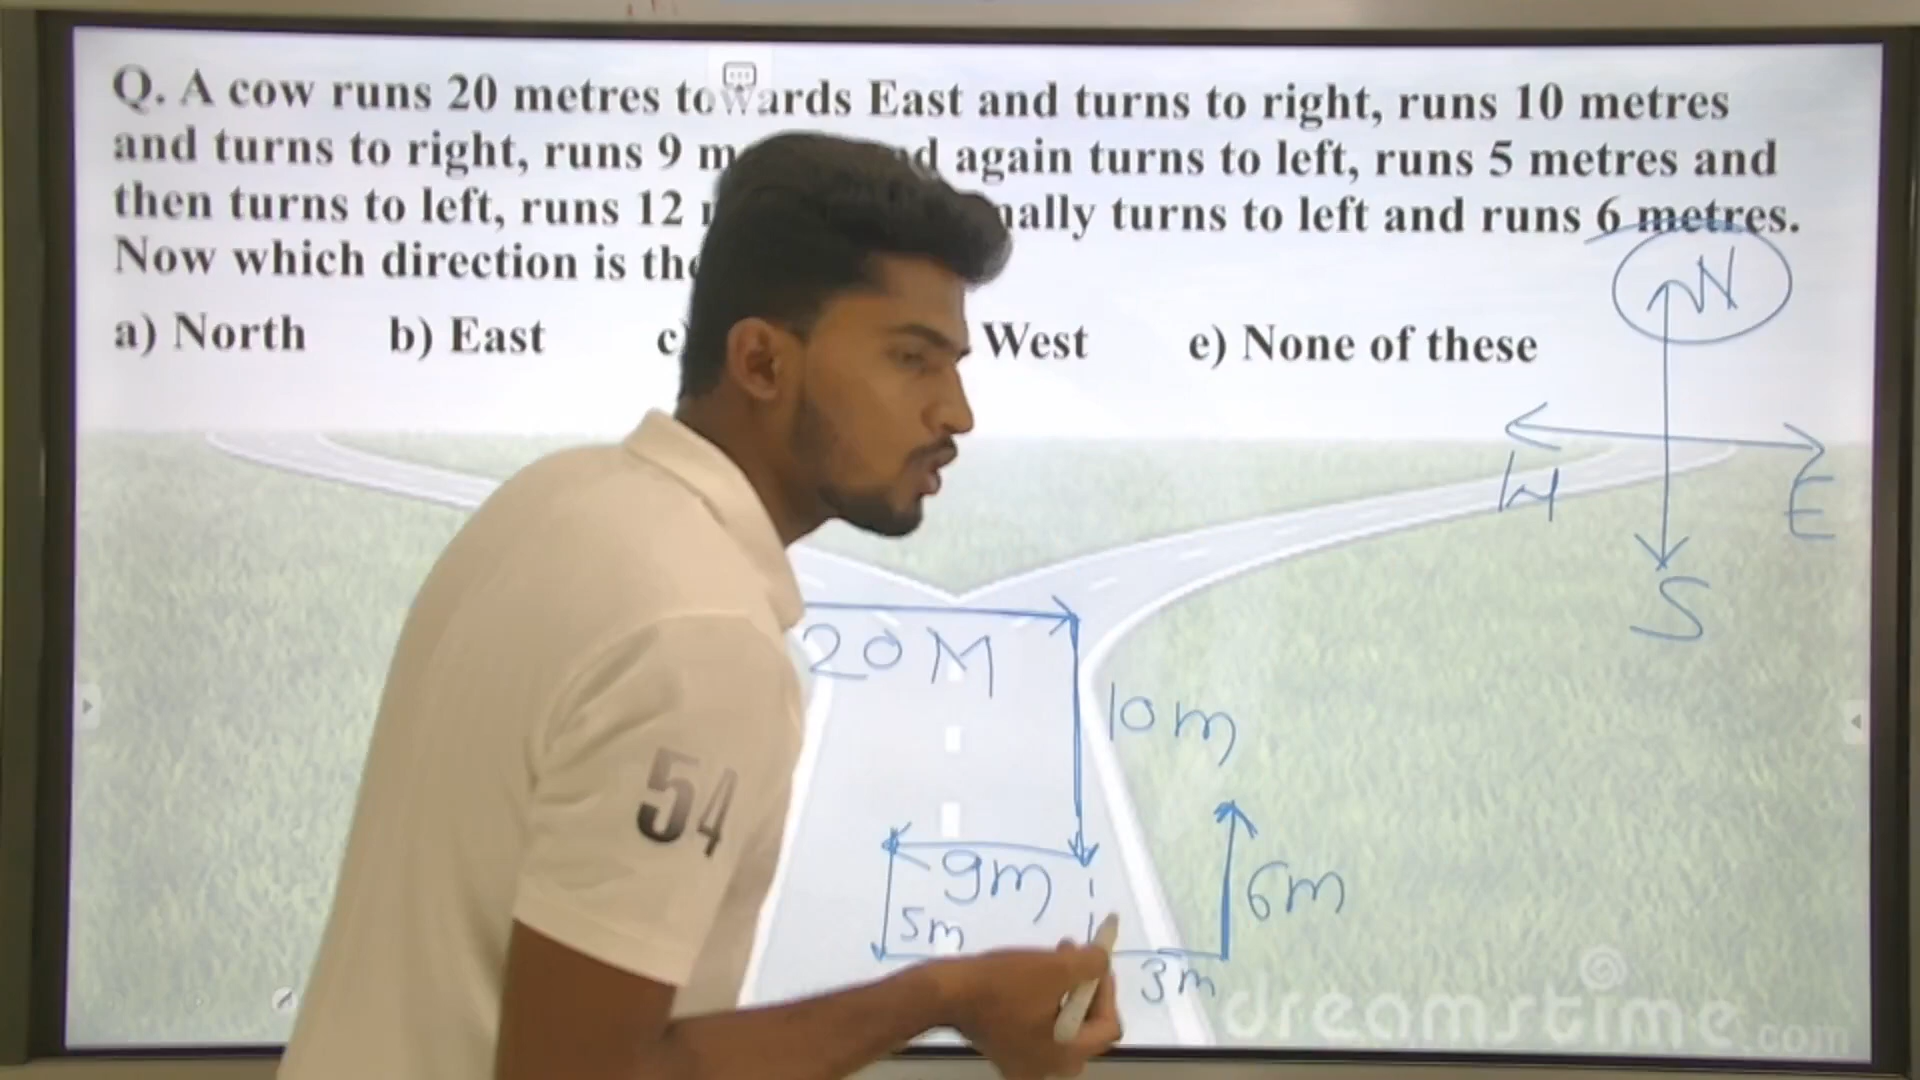 Q. A cow runs 20 metres towards East and turns to right, runs 10 metres
and turns to right, runs 9 again turns to left, runs 5 metres and
then turns to left, runs 12 turns to left and runs 6 metres.
Now which direction is
a) North b) East West e) None of these
N
W
E
S
20 M
10 m
9m
5m
6m
3m
54
dreamstime.com